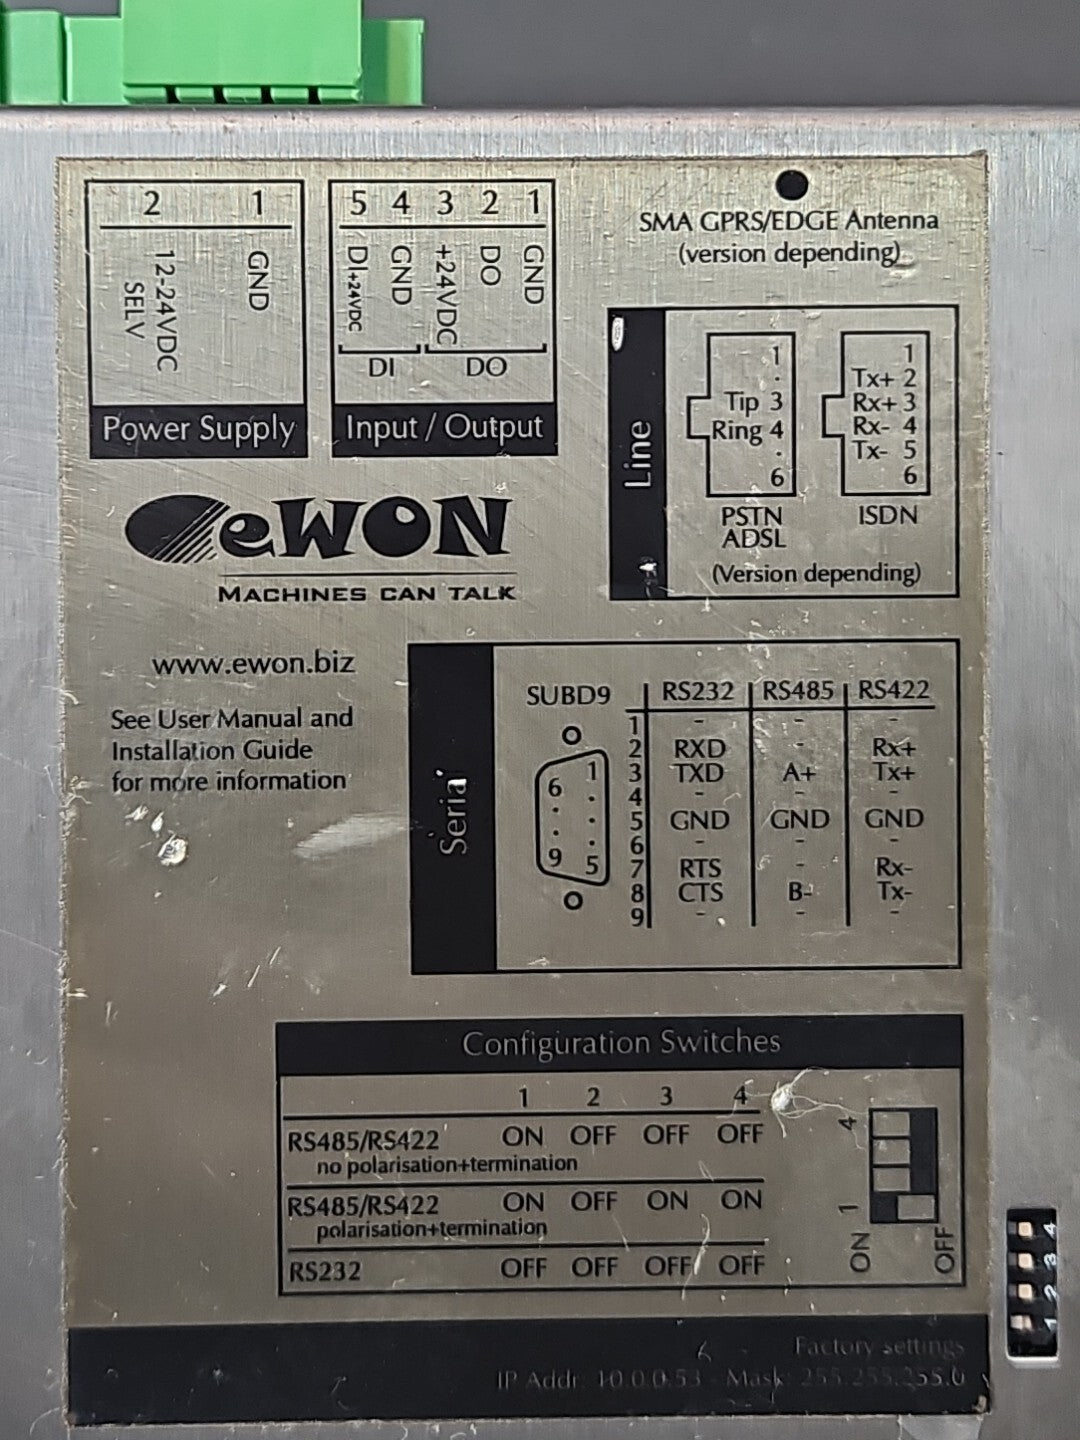 2 1
12-24VDC
SELV
GND
Power Supply
5 4 3 2 1
DI+24VDC
GND
+24VDC
DO
GND
DI DO
Input / Output
SMA GPRS/EDGE Antenna
(version depending)
Line
1
.
Tip 3
Ring 4
.
6
PSTN
ADSL
1
Tx+ 2
Rx+ 3
Rx- 4
Tx- 5
6
ISDN
(Version depending)
eWON
MACHINES CAN TALK
www.ewon.biz
See User Manual and
Installation Guide
for more information
Serial
SUBD9
6 1
. .
. .
9 5
RS232 RS485 RS422
1 - - -
2 RXD - Rx+
3 TXD A+ Tx+
4 - - -
5 GND GND GND
6 - - -
7 RTS - Rx-
8 CTS B- Tx-
9 - - -
Configuration Switches
1 2 3 4
RS485/RS422 ON OFF OFF OFF
no polarisation+termination
RS485/RS422 ON OFF ON ON
polarisation+termination
RS232 OFF OFF OFF OFF
4
1
ON
OFF
4
3
2
1
Factory settings
IP Addr: 10.0.0.53 - Mask: 255.255.255.0